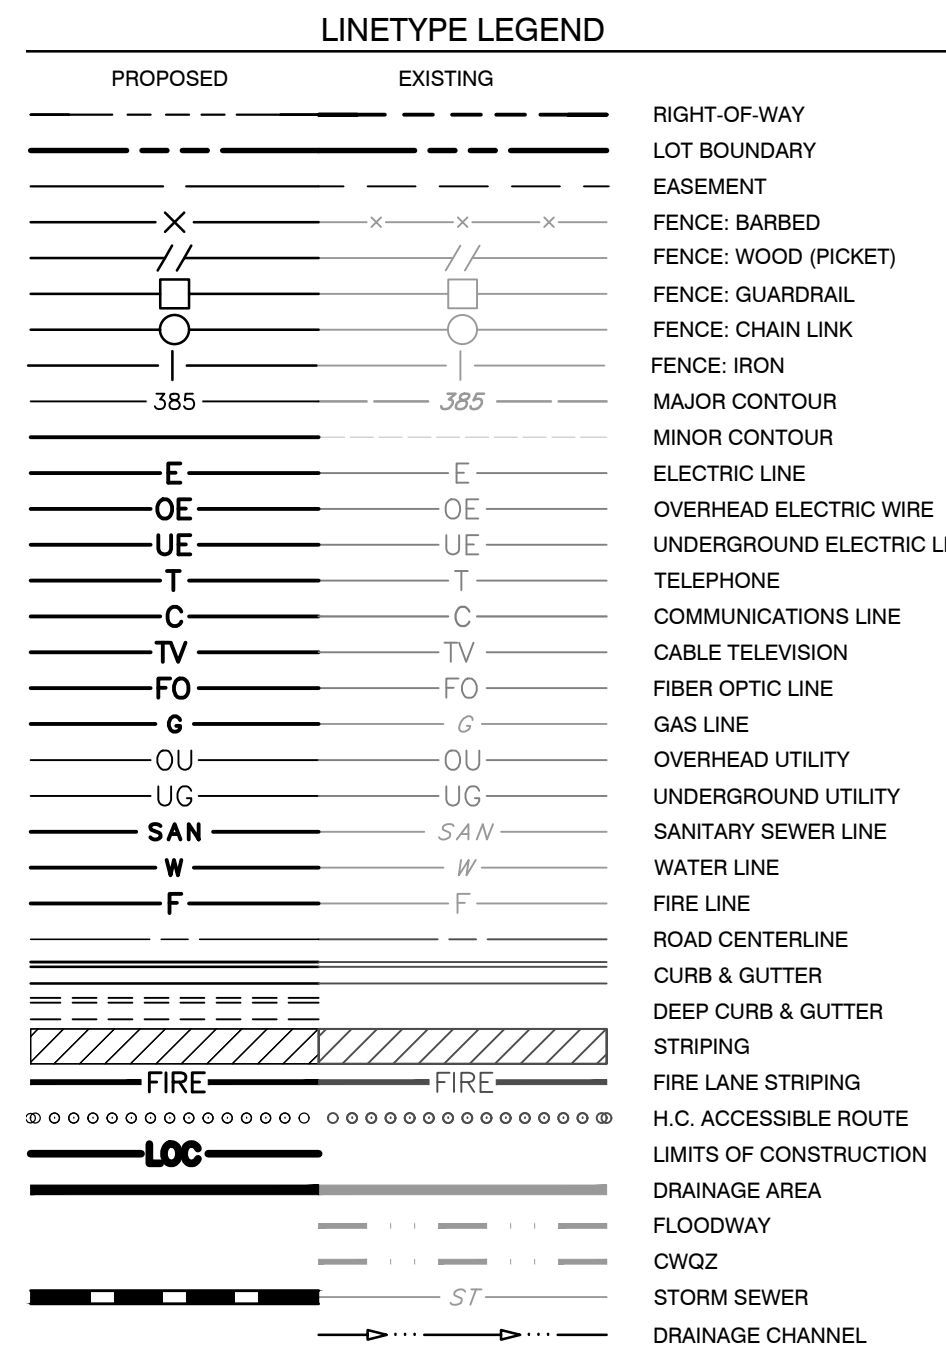 LINETYPE LEGEND
PROPOSED EXISTING
RIGHT-OF-WAY
LOT BOUNDARY
EASEMENT
FENCE: BARBED
FENCE: WOOD (PICKET)
FENCE: GUARDRAIL
FENCE: CHAIN LINK
FENCE: IRON
385 385 MAJOR CONTOUR
MINOR CONTOUR
E E ELECTRIC LINE
OE OE OVERHEAD ELECTRIC WIRE
UE UE UNDERGROUND ELECTRIC
T T TELEPHONE
C C COMMUNICATIONS LINE
TV TV CABLE TELEVISION
FO FO FIBER OPTIC LINE
G G GAS LINE
OU OU OVERHEAD UTILITY
UG UG UNDERGROUND UTILITY
SAN SAN SANITARY SEWER LINE
W W WATER LINE
F F FIRE LINE
ROAD CENTERLINE
CURB & GUTTER
DEEP CURB & GUTTER
STRIPING
FIRE FIRE FIRE LANE STRIPING
H.C. ACCESSIBLE ROUTE
LOC LIMITS OF CONSTRUCTION
DRAINAGE AREA
FLOODWAY
CWQZ
ST STORM SEWER
DRAINAGE CHANNEL